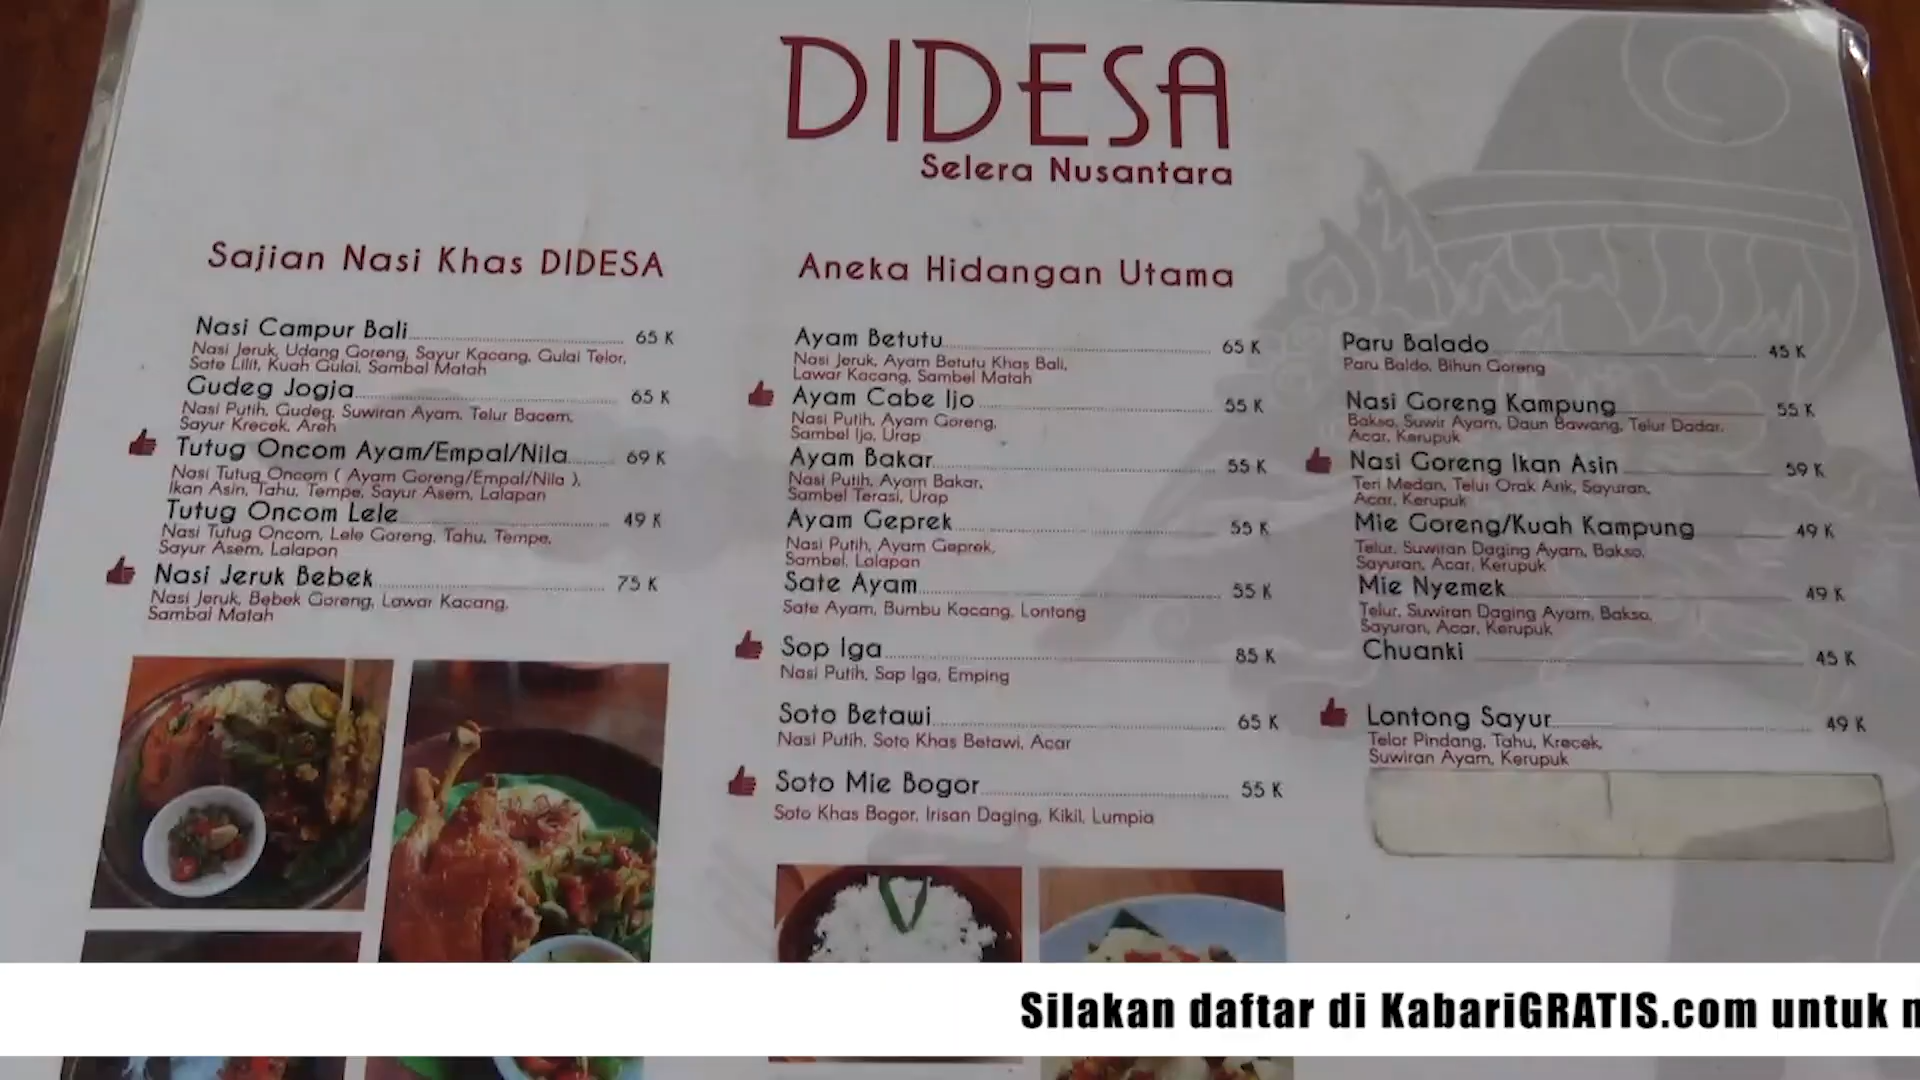 DIDESA
Selera Nusantara
Sajian Nasi Khas DIDESA
Nasi Campur Bali 65 K
Nasi Jeruk, Udang Goreng, Sayur Kacang, Gulai Telor,
Sate Lilit, Kuah Gulai, Sambal Matah
Gudeg Jogja 65 K
Nasi Putih, Gudeg, Suwiran Ayam, Telur Bacem,
Sayur Krecek, Areh
Tutug Oncom Ayam/Empal/Nila 69 K
Nasi Tutug Oncom ( Ayam Goreng/Empal/Nila ),
Ikan Asin, Tahu, Tempe, Sayur Asem, Lalapan
Tutug Oncom Lele 49 K
Nasi Tutug Oncom, Lele Goreng, Tahu, Tempe,
Sayur Asem, Lalapan
Nasi Jeruk Bebek 75 K
Nasi Jeruk, Bebek Goreng, Lawar Kacang,
Sambal Matah
Aneka Hidangan Utama
Ayam Betutu 65 K
Nasi Jeruk, Ayam Betutu Khas Bali,
Lawar Kacang, Sambel Matah
Ayam Cabe Ijo 55 K
Nasi Putih, Ayam Goreng,
Sambel Ijo, Urap
Ayam Bakar 55 K
Nasi Putih, Ayam Bakar,
Sambel Terasi, Urap
Ayam Geprek 55 K
Nasi Putih, Ayam Geprek,
Sambel, Lalapan
Sate Ayam 55 K
Sate Ayam, Bumbu Kacang, Lontong
Sop Iga 85 K
Nasi Putih, Sop Iga, Emping
Soto Betawi 65 K
Nasi Putih, Soto Khas Betawi, Acar
Soto Mie Bogor 55 K
Soto Khas Bogor, Irisan Daging, Kikil, Lumpia
Paru Balado 45 K
Paru Baldo, Bihun Goreng
Nasi Goreng Kampung 55 K
Bakso, Suwir Ayam, Daun Bawang, Telur Dadar,
Acar, Kerupuk
Nasi Goreng Ikan Asin 59 K
Teri Medan, Telur Orak Arik, Sayuran,
Acar, Kerupuk
Mie Goreng/Kuah Kampung 49 K
Telur, Suwiran Daging Ayam, Bakso,
Sayuran, Acar, Kerupuk
Mie Nyemek 49 K
Telur, Suwiran Daging Ayam, Bakso,
Sayuran, Acar, Kerupuk
Chuanki 45 K
Lontong Sayur 49 K
Telor Pindang, Tahu, Krecek,
Suwiran Ayam, Kerupuk
Silakan daftar di KabariGRATIS.com untuk